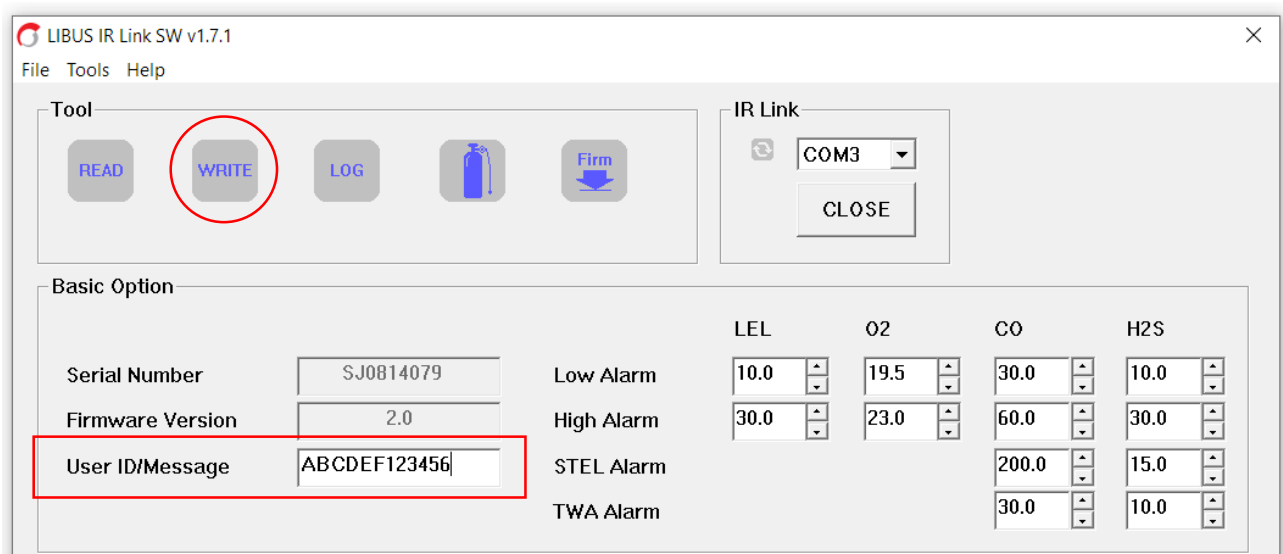 LIBUS IR Link SW v1.7.1
File Tools Help
Tool
READ WRITE LOG Firm
IR Link
COM3
CLOSE
Basic Option
LEL O2 CO H2S
Serial Number SJ0814079 Low Alarm 10.0 19.5 30.0 10.0
Firmware Version 2.0 High Alarm 30.0 23.0 60.0 30.0
User ID/Message ABCDEF123456 STEL Alarm 200.0 15.0
TWA Alarm 30.0 10.0